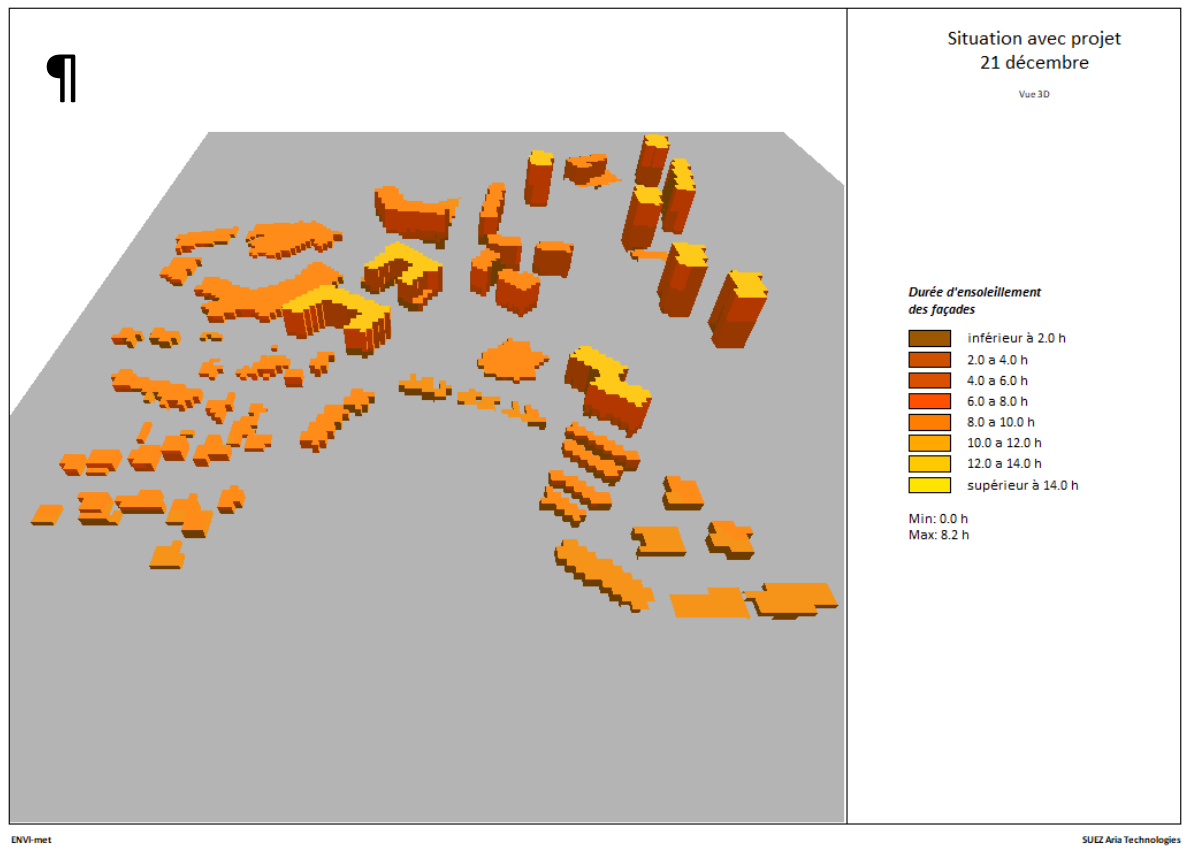 ¶
Situation avec projet
21 décembre
Vue 3D
Durée d'ensoleillement
des façades
inférieur à 2.0 h
2.0 a 4.0 h
4.0 a 6.0 h
6.0 a 8.0 h
8.0 a 10.0 h
10.0 a 12.0 h
12.0 a 14.0 h
supérieur à 14.0 h
Min: 0.0 h
Max: 8.2 h
ENVI-met
SUEZ Aria Technologies